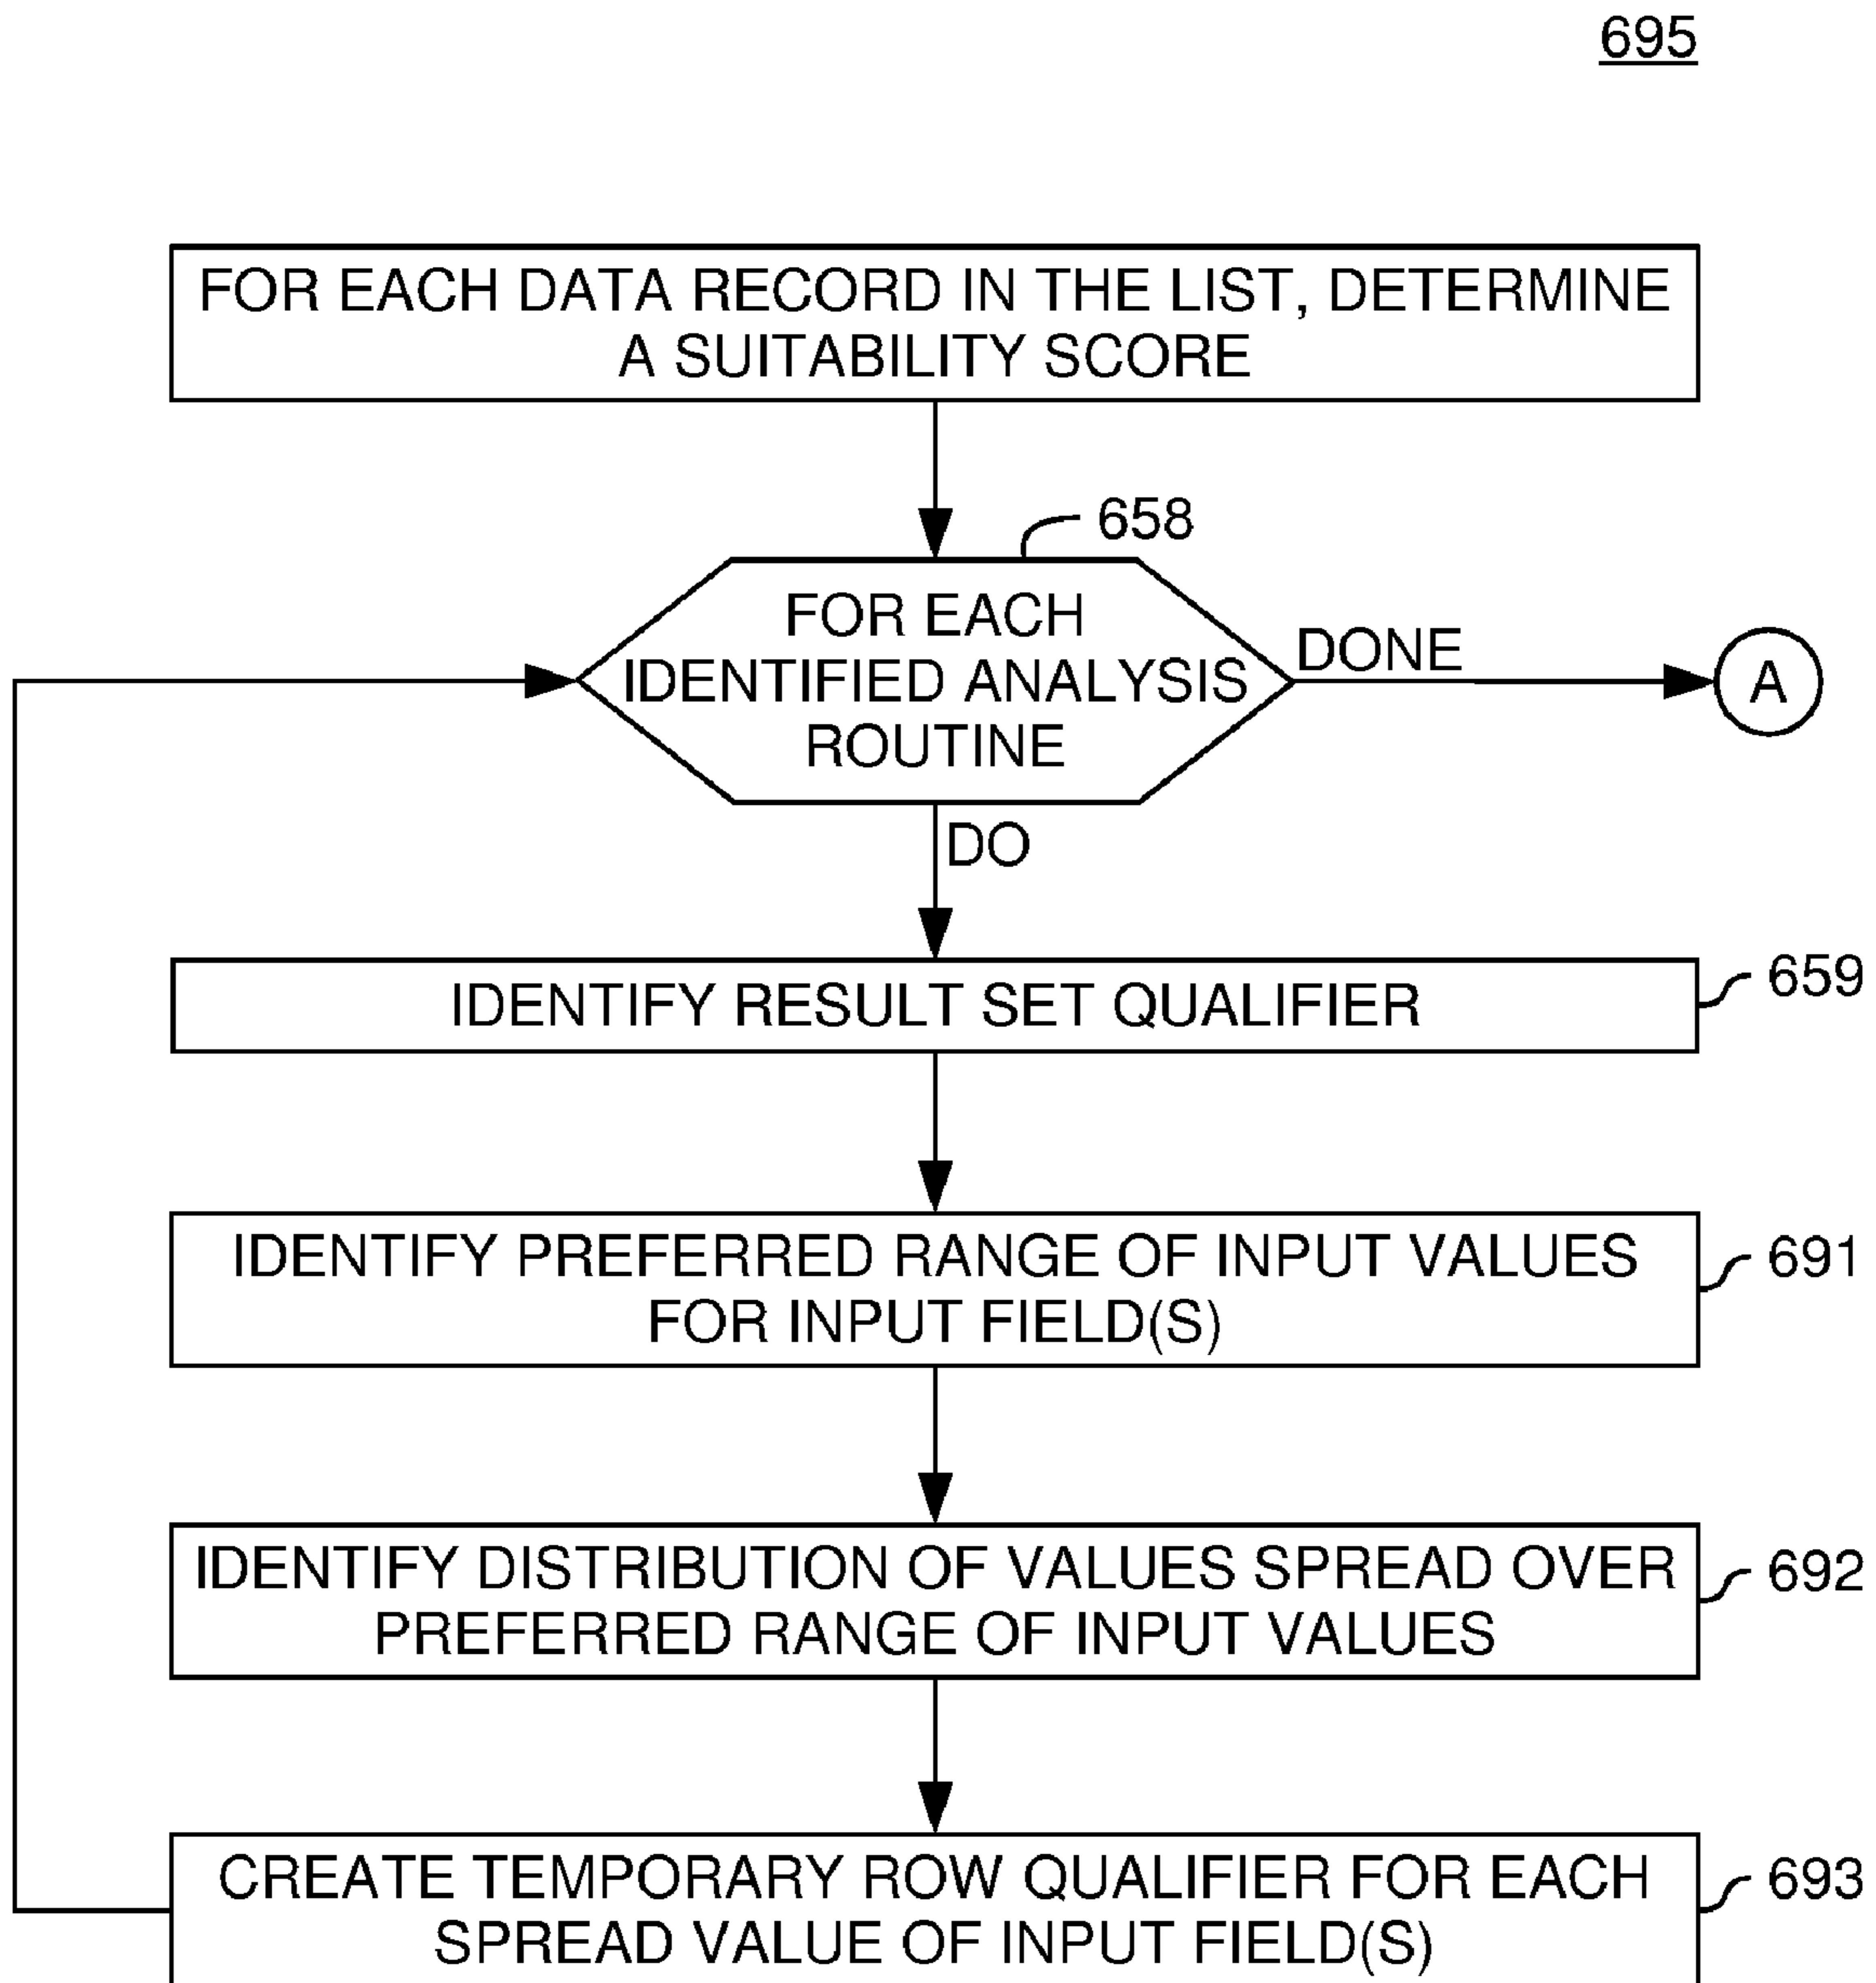 695
FOR EACH DATA RECORD IN THE LIST, DETERMINE
A SUITABILITY SCORE
658
FOR EACH
IDENTIFIED ANALYSIS
ROUTINE
DONE
A
DO
IDENTIFY RESULT SET QUALIFIER
659
IDENTIFY PREFERRED RANGE OF INPUT VALUES
FOR INPUT FIELD(S)
691
IDENTIFY DISTRIBUTION OF VALUES SPREAD OVER
PREFERRED RANGE OF INPUT VALUES
692
CREATE TEMPORARY ROW QUALIFIER FOR EACH
SPREAD VALUE OF INPUT FIELD(S)
693